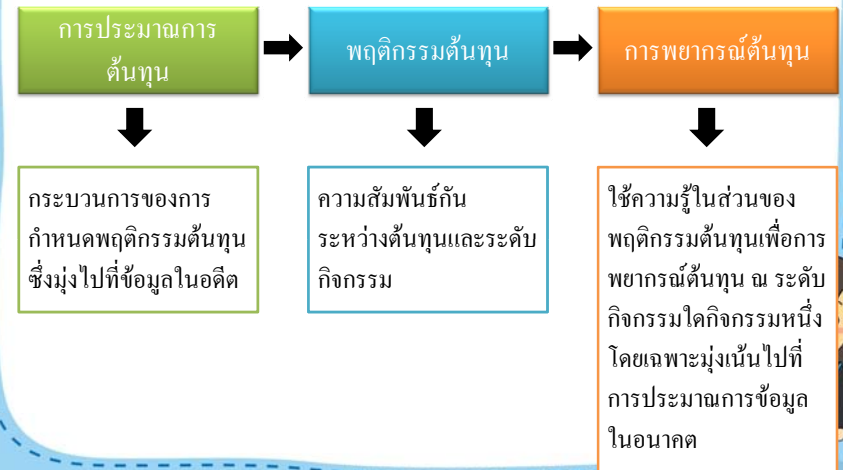 การประมาณการ
ต้นทุน
พฤติกรรมต้นทุน
การพยากรณ์ต้นทุน
กระบวนการของการ
กำหนดพฤติกรรมต้นทุน
ซึ่งมุ่งไปที่ข้อมูลในอดีต
ความสัมพันธ์กัน
ระหว่างต้นทุนและระดับ
กิจกรรม
ใช้ความรู้ในส่วนของ
พฤติกรรมต้นทุนเพื่อการ
พยากรณ์ต้นทุน ณ ระดับ
กิจกรรมใดกิจกรรมหนึ่ง
โดยเฉพาะมุ่งเน้นไปที่
การประมาณการข้อมูล
ในอนาคต